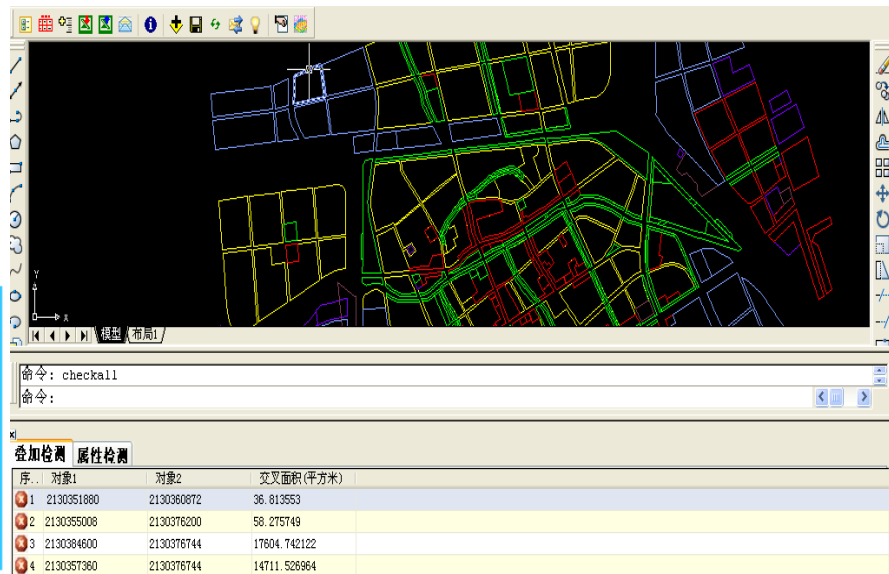 Y
X
模型 布局1
命令: checkall
命令:
叠加检测 属性检测
序.. 对象1 对象2 交叉面积(平方米)
1 2130351880 2130360872 36.813553
2 2130355008 2130376200 58.275749
3 2130384600 2130376744 17604.742122
4 2130357360 2130376744 14711.526964